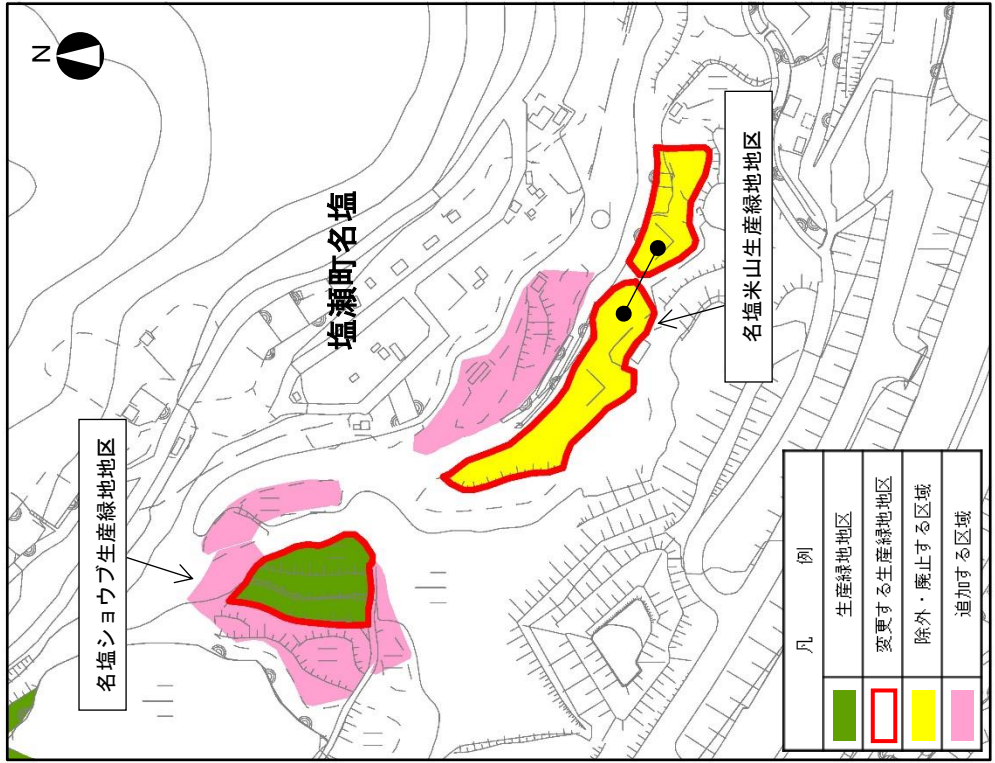 N
塩瀬町名塩
名塩ショウブ生産緑地地区
名塩米山生産緑地地区
凡 例
生産緑地地区
変更する生産緑地地区
除外・廃止する区域
追加する区域